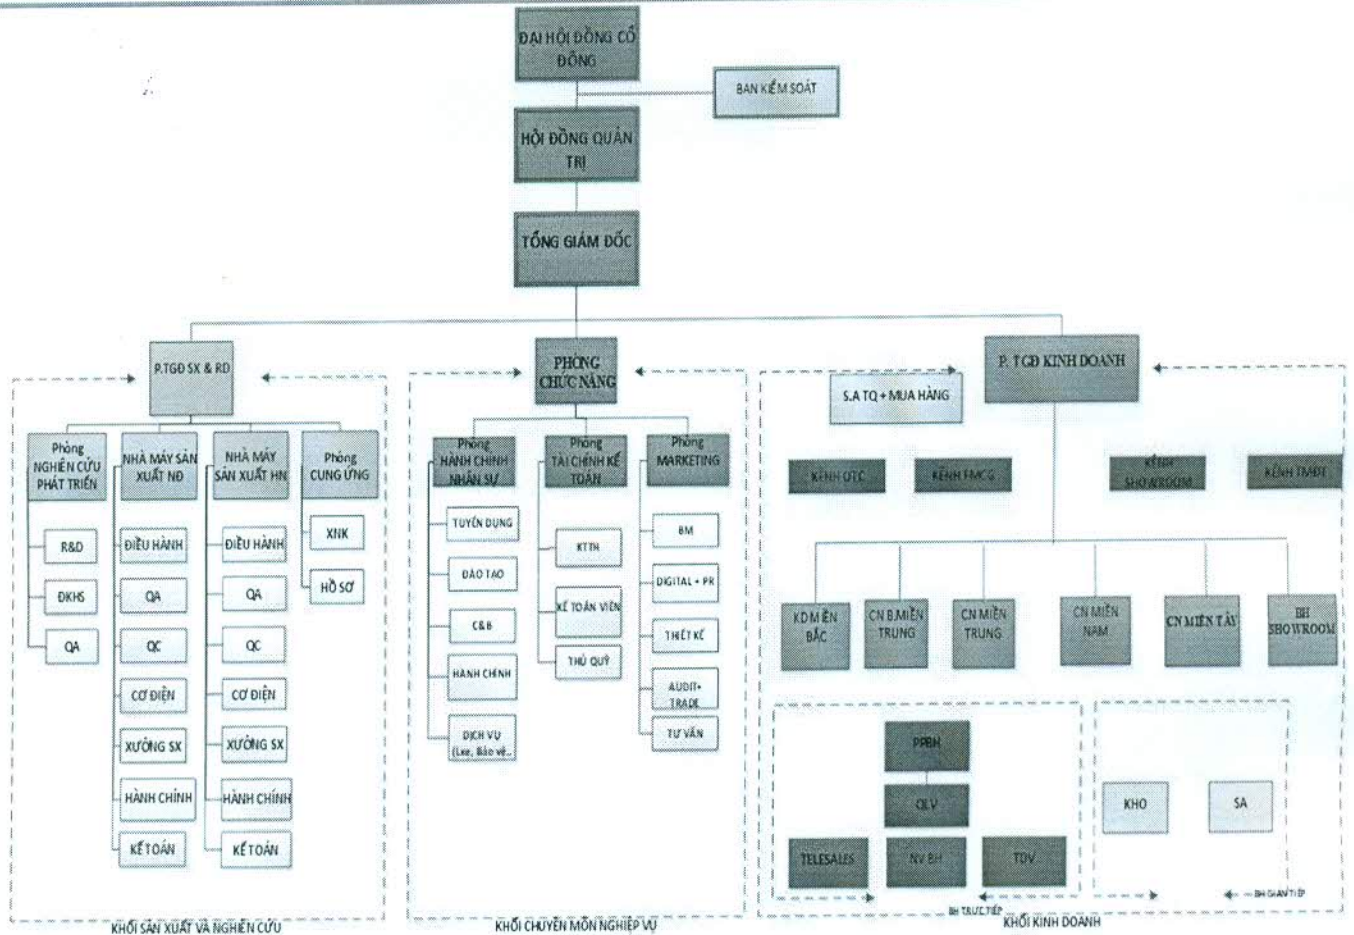 ĐẠI HỘI ĐỒNG CỔ
ĐÔNG
BAN KIỂM SOÁT
HỘI ĐỒNG QUẢN
TRỊ
TỔNG GIÁM ĐỐC
P.TGĐ SX & RD
PHÒNG
CHỨC NĂNG
P. TGĐ KINH DOANH
S.A TQ + MUA HÀNG
Phòng
NGHIÊN CỨU
PHÁT TRIỂN
NHÀ MÁY SẢN
XUẤT NĐ
NHÀ MÁY
SẢN XUẤT HN
Phòng
CUNG ỨNG
Phòng
HÀNH CHÍNH
NHÂN SỰ
Phòng
TÀI CHÍNH KẾ
TOÁN
Phòng
MARKETING
KÊNH OTC
KÊNH FMCG
KÊNH
SHOWROOM
KÊNH TMĐT
R&D
ĐKHS
QA
ĐIỀU HÀNH
QA
QC
CƠ ĐIỆN
XƯỞNG SX
HÀNH CHÍNH
KẾ TOÁN
ĐIỀU HÀNH
QA
QC
CƠ ĐIỆN
XƯỞNG SX
HÀNH CHÍNH
KẾ TOÁN
XNK
HỒ SƠ
TUYỂN DỤNG
ĐÀO TẠO
C&B
HÀNH CHÍNH
DỊCH VỤ
(Lxe, Bảo vệ..
KTTH
KẾ TOÁN VIÊN
THỦ QUỸ
BM
DIGITAL + PR
THIẾT KẾ
AUDIT+
TRADE
TƯ VẤN
KD MIỀN
BẮC
CN B.MIỀN
TRUNG
CN MIỀN
TRUNG
CN MIỀN
NAM
CN MIỀN TÂY
BH
SHOWROOM
PPBH
QLV
TELESALES
NV BH
TDV
KHO
SA
BH TRỰC TIẾP
BH GIÁN TIẾP
KHỐI SẢN XUẤT VÀ NGHIÊN CỨU
KHỐI CHUYÊN MÔN NGHIỆP VỤ
KHỐI KINH DOANH